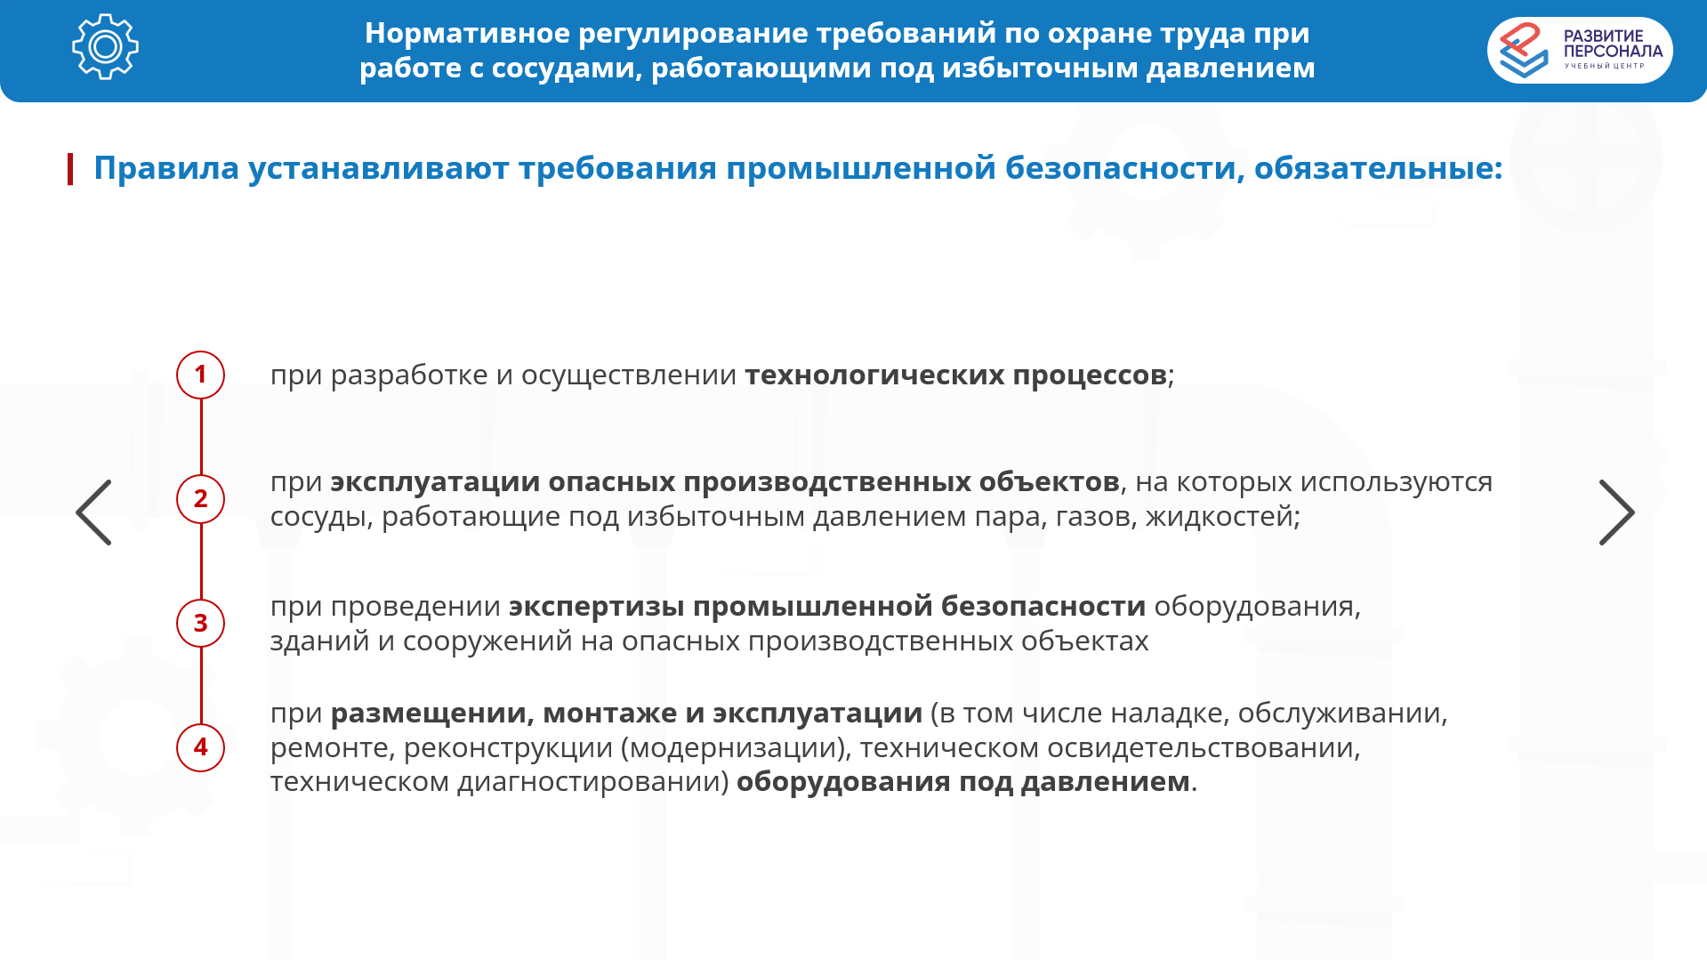 Нормативное регулирование требований по охране труда при
работе с сосудами, работающими под избыточным давлением
РАЗВИТИЕ
ПЕРСОНАЛА
УЧЕБНЫЙ ЦЕНТР
Правила устанавливают требования промышленной безопасности, обязательные:
1
при разработке и осуществлении технологических процессов;
2
при эксплуатации опасных производственных объектов, на которых используются
сосуды, работающие под избыточным давлением пара, газов, жидкостей;
3
при проведении экспертизы промышленной безопасности оборудования,
зданий и сооружений на опасных производственных объектах
4
при размещении, монтаже и эксплуатации (в том числе наладке, обслуживании,
ремонте, реконструкции (модернизации), техническом освидетельствовании,
техническом диагностировании) оборудования под давлением.